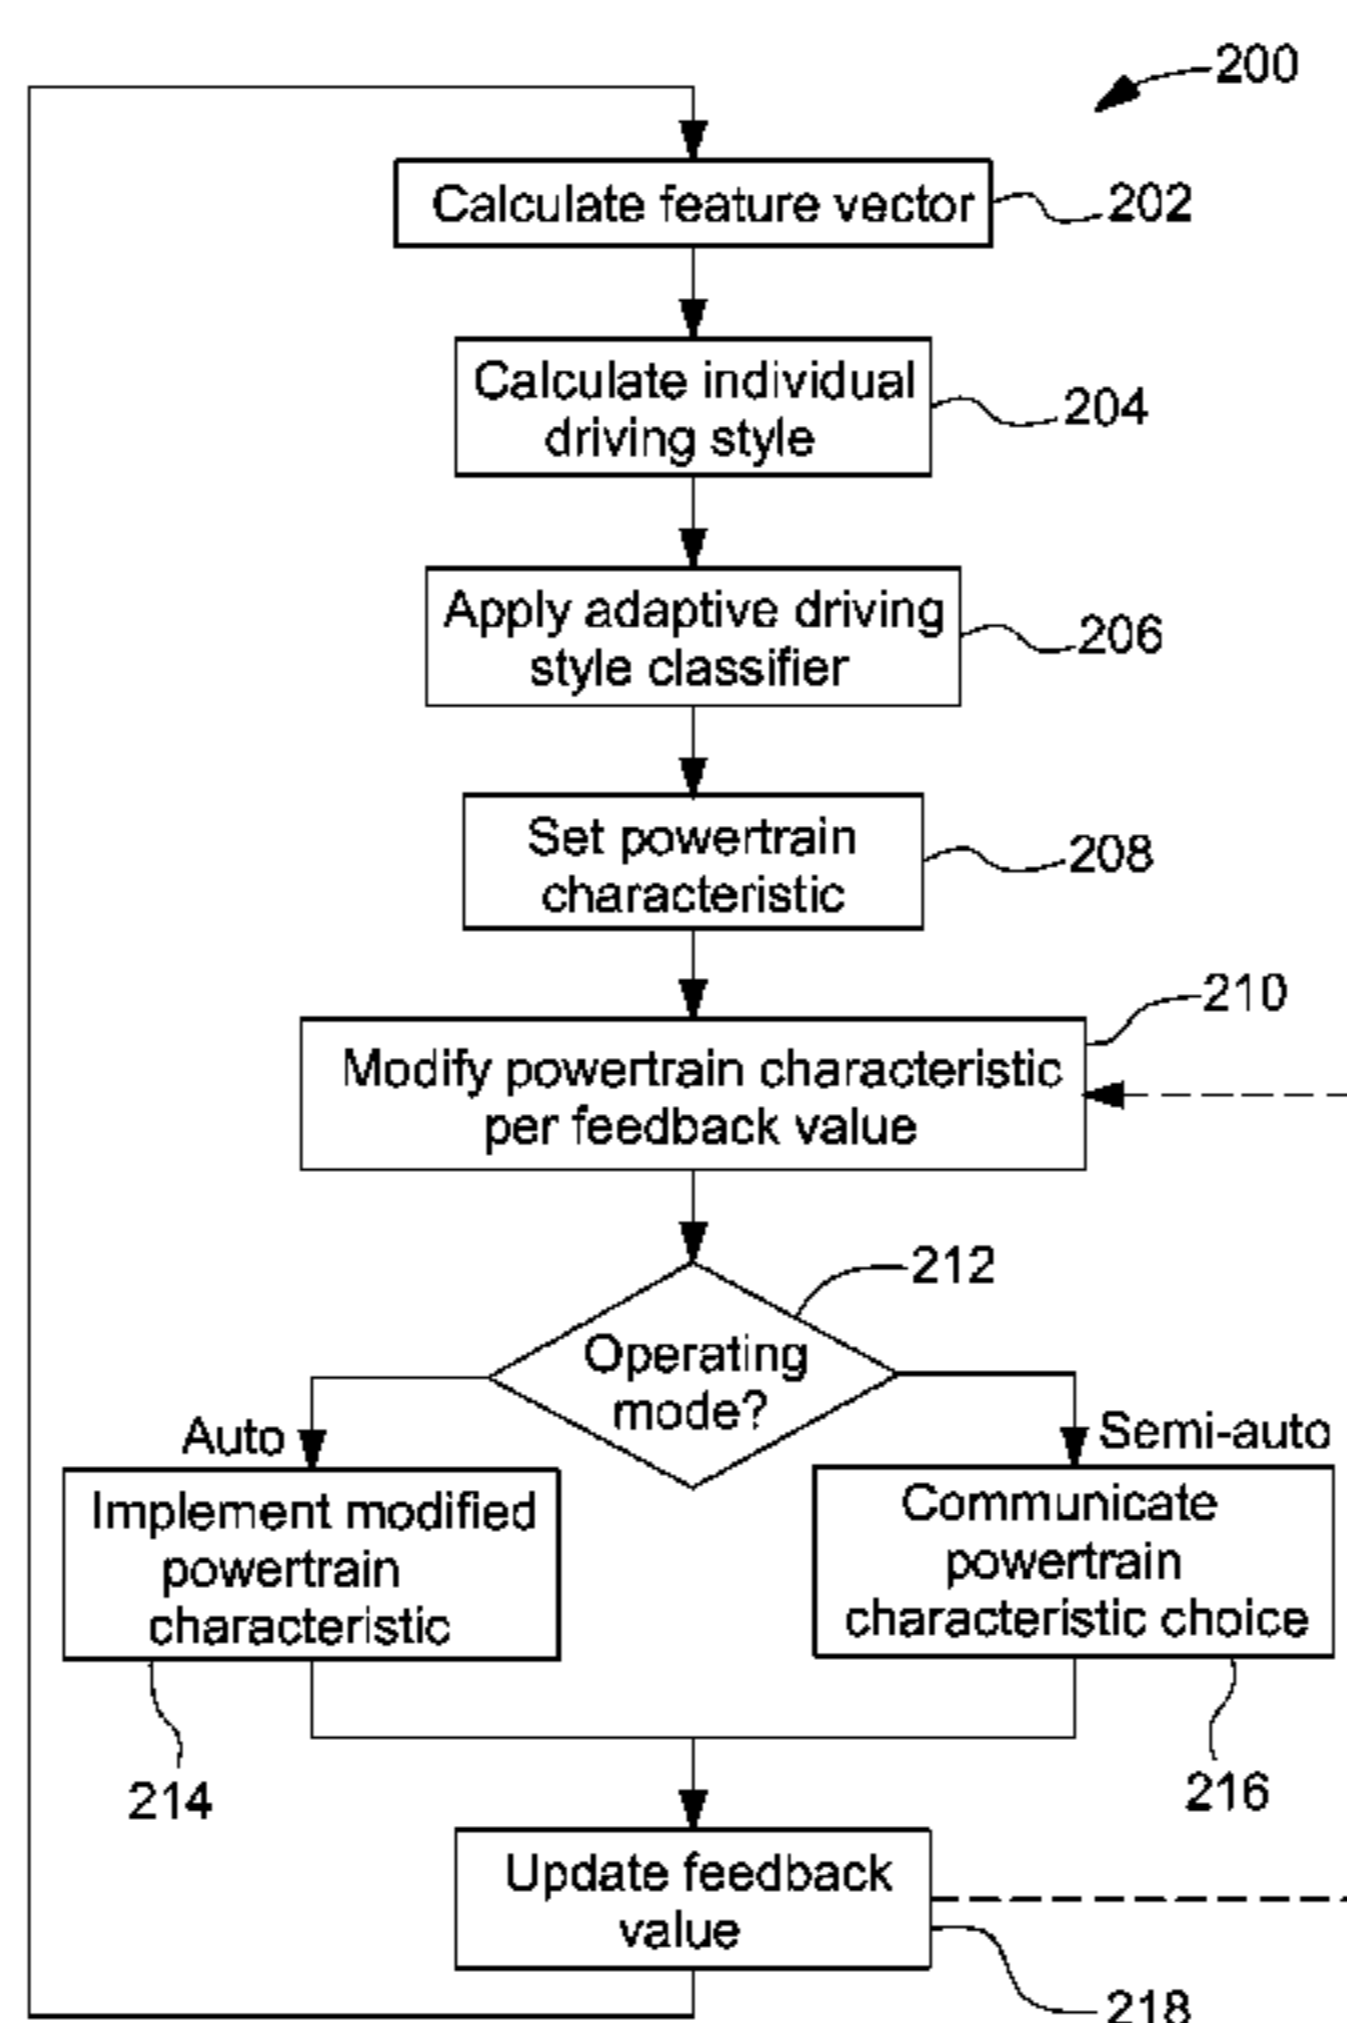 200
Calculate feature vector
202
Calculate individual
driving style
204
Apply adaptive driving
style classifier
206
Set powertrain
characteristic
208
210
Modify powertrain characteristic
per feedback value
212
Operating
mode?
Auto
Semi-auto
Implement modified
powertrain
characteristic
Communicate
powertrain
characteristic choice
214
216
Update feedback
value
218